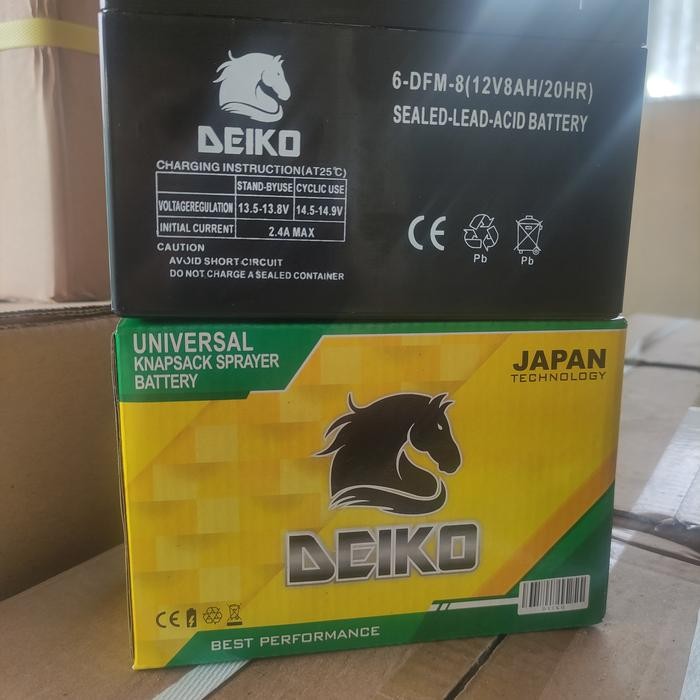 DEIKO
6-DFM-8(12V8AH/20HR)
SEALED-LEAD-ACID BATTERY
CHARGING INSTRUCTION(AT25℃)
STAND-BYUSE CYCLIC USE
VOLTAGEREGULATION 13.5-13.8V 14.5-14.9V
INITIAL CURRENT 2.4A MAX
CAUTION
AVOID SHORT-CIRCUIT
DO NOT CHARGE A SEALED CONTAINER
CE
Pb Pb
UNIVERSAL
KNAPSACK SPRAYER
BATTERY
JAPAN
TECHNOLOGY
DEIKO
CE
BEST PERFORMANCE
DEIKO